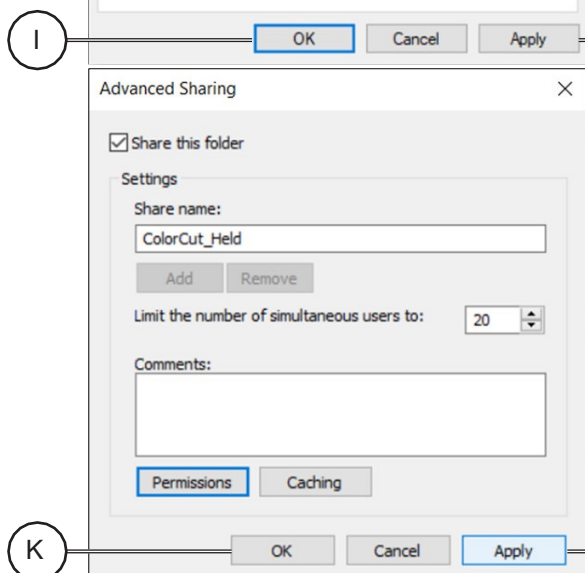 I
OK Cancel Apply
Advanced Sharing
Share this folder
Settings
Share name:
ColorCut_Held
Add Remove
Limit the number of simultaneous users to: 20
Comments:
Permissions Caching
K
OK Cancel Apply